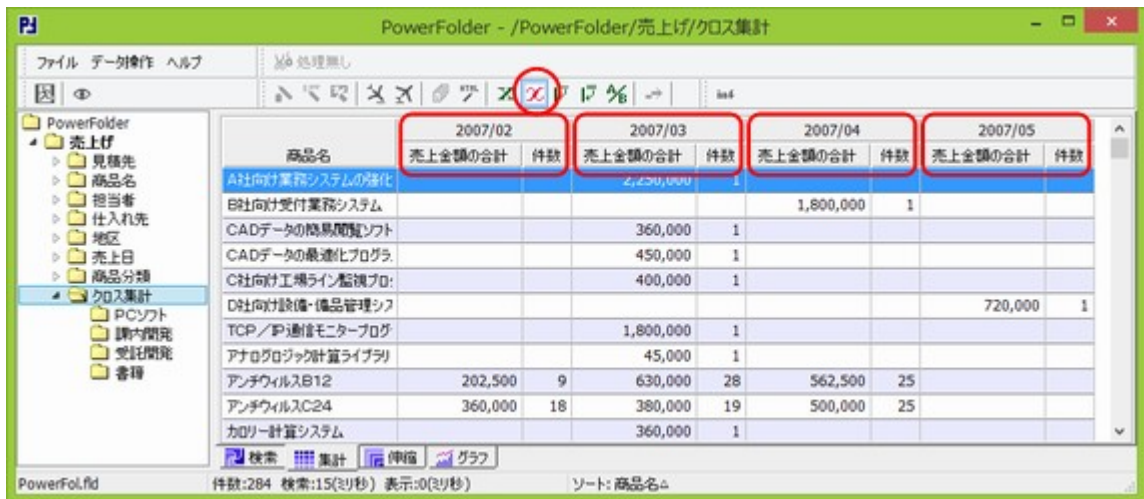 PowerFolder - /PowerFolder/売上げ/クロス集計
ファイル データ操作 ヘルプ 処理無し
PowerFolder
売上げ
見積先
商品名
担当者
仕入れ先
地区
売上日
商品分類
クロス集計
PCソフト
課内開発
受託開発
書籍
2007/02 2007/03 2007/04 2007/05
商品名 売上金額の合計 件数 売上金額の合計 件数 売上金額の合計 件数 売上金額の合計 件数
A社向け業務システムの強化 2,250,000 1
B社向け受付業務システム 1,800,000 1
CADデータの簡易閲覧ソフト 360,000 1
CADデータの最適化プログラ 450,000 1
C社向け工場ライン監視プロ 400,000 1
D社向け設備・備品管理シス 720,000 1
TCP/IP通信モニタープログ 1,800,000 1
アナログロジック計算ライブラリ 45,000 1
アンチウィルスB12 202,500 9 630,000 28 562,500 25
アンチウィルスC24 360,000 18 380,000 19 500,000 25
カロリー計算システム 360,000 1
検索 集計 伸縮 グラフ
PowerFol.fld 件数:284 検索:15(ミリ秒) 表示:0(ミリ秒) ソート: 商品名△